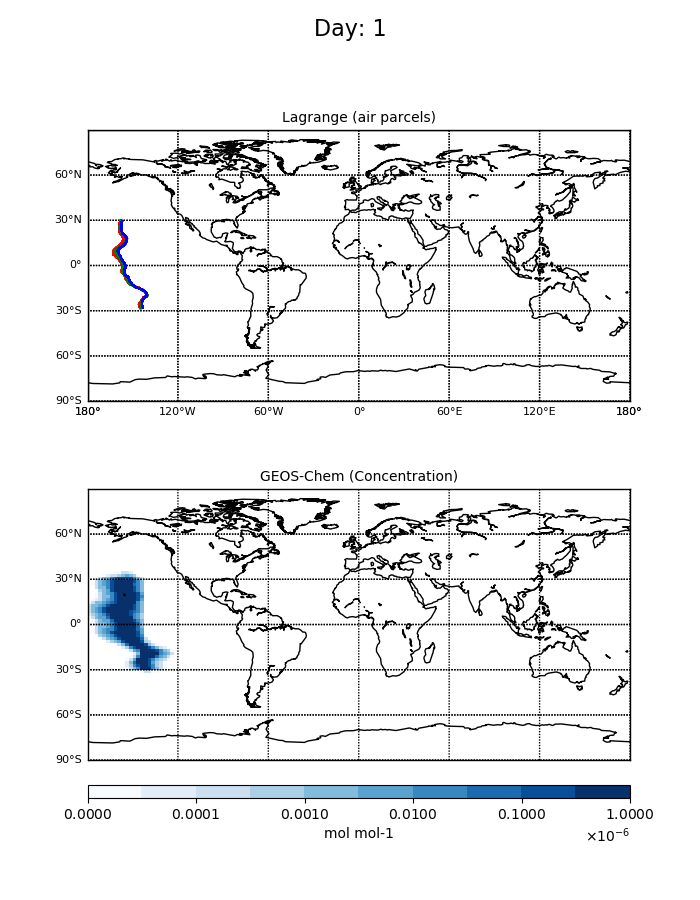 Day: 1
Lagrange (air parcels)
60°N
30°N
0°
30°S
60°S
90°S
180° 120°W 60°W 0° 60°E 120°E 180°
GEOS-Chem (Concentration)
60°N
30°N
0°
30°S
60°S
90°S
0.0000 0.0001 0.0010 0.0100 0.1000 1.0000
mol mol-1
×10⁻⁶